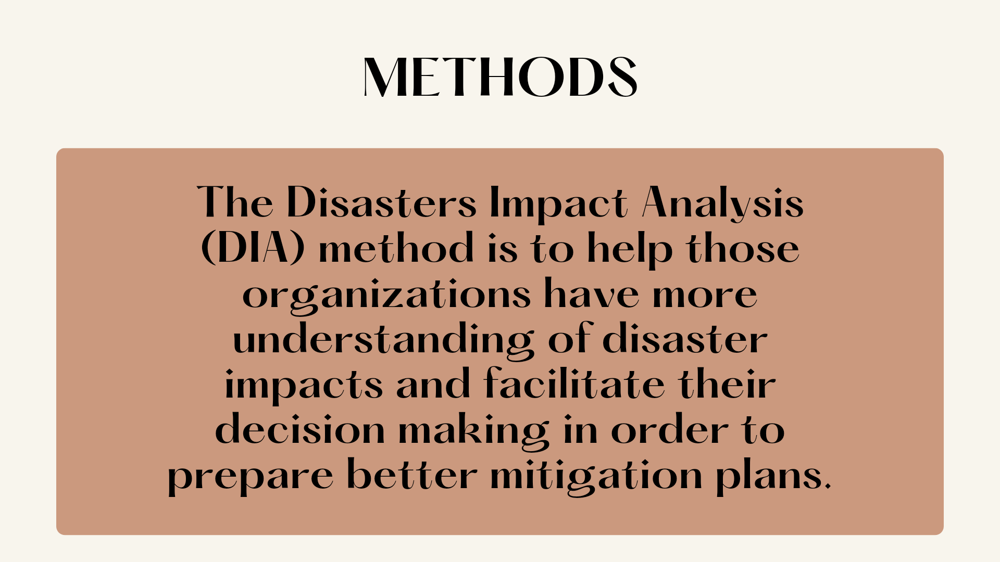 METHODS
The Disasters Impact Analysis
(DIA) method is to help those
organizations have more
understanding of disaster
impacts and facilitate their
decision making in order to
prepare better mitigation plans.